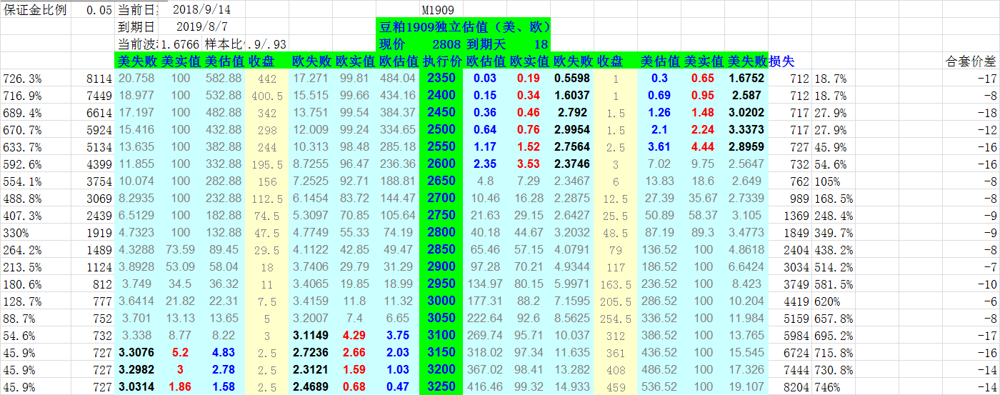 保证金比例 0.05 当前日 2018/9/14 M1909
到期日 2019/8/7 豆粕1909独立估值（美、欧）
当前波 1.6766 样本比 .9/.93 现价 2808 到期天 18
美失败 美实值 美估值 收盘 欧失败 欧实值 欧估值 执行价 欧估值 欧实值 欧失败 收盘 美估值 美实值 美失败 损失 合套价差
726.3% 8114 20.758 100 582.88 442 17.271 99.81 484.04 2350 0.03 0.19 0.5598 1 0.3 0.65 1.6752 712 18.7% -17
716.9% 7449 18.977 100 532.88 400.5 15.515 99.66 434.16 2400 0.15 0.34 1.6037 1 0.69 0.95 2.587 712 18.7% -8
689.4% 6614 17.197 100 482.88 342 13.751 99.54 384.37 2450 0.36 0.46 2.792 1.5 1.26 1.48 3.0202 717 27.9% -18
670.7% 5924 15.416 100 432.88 298 12.009 99.24 334.65 2500 0.64 0.76 2.9954 1.5 2.1 2.24 3.3373 717 27.9% -12
633.7% 5134 13.635 100 382.88 244 10.313 98.48 285.18 2550 1.17 1.52 2.7564 2.5 3.61 4.44 2.8959 727 45.9% -16
592.6% 4399 11.855 100 332.88 195.5 8.7255 96.47 236.36 2600 2.35 3.53 2.3746 3 7.02 9.75 2.5647 732 54.6% -16
554.1% 3754 10.074 100 282.88 156 7.2525 92.71 188.81 2650 4.8 7.29 2.3467 6 13.83 18.6 2.649 762 105% -8
488.8% 3069 8.2935 100 232.88 112.5 6.1454 83.72 144.47 2700 10.46 16.28 2.2875 12.5 27.39 35.67 2.7339 989 168.5% -8
407.3% 2439 6.5129 100 182.88 74.5 5.3097 70.85 105.64 2750 21.63 29.15 2.6427 25.5 50.89 58.37 3.105 1369 248.4% -9
330% 1919 4.7323 100 132.88 47.5 4.7749 55.33 74.19 2800 40.18 44.67 3.2032 48.5 87.19 89.3 3.4773 1849 349.7% -9
264.2% 1489 4.3288 73.59 89.45 29.5 4.1122 42.85 49.47 2850 65.46 57.15 4.0791 79 136.52 100 4.8618 2404 438.2% -8
213.5% 1124 3.8928 53.09 58.04 18 3.7406 29.79 31.29 2900 97.28 70.21 4.9344 117 186.52 100 6.6424 3034 514.2% -7
180.6% 812 3.749 34.5 36.32 11 3.4065 19.85 18.99 2950 134.97 80.15 5.9971 163.5 236.52 100 8.423 3749 581.5% -10
128.7% 777 3.6414 21.82 22.31 7.5 3.4159 11.8 11.32 3000 177.31 88.2 7.1595 205.5 286.52 100 10.204 4419 620% -6
88.7% 752 3.701 13.13 13.65 5 3.2007 7.4 6.65 3050 222.64 92.6 8.5625 254.5 336.52 100 11.984 5159 657.8% -8
54.6% 732 3.338 8.77 8.22 3 3.1149 4.29 3.75 3100 269.74 95.71 10.037 312 386.52 100 13.765 5984 695.2% -17
45.9% 727 3.3076 5.2 4.83 2.5 2.7236 2.66 2.03 3150 318.02 97.34 11.635 361 436.52 100 15.545 6724 715.8% -16
45.9% 727 3.2982 3 2.78 2.5 2.3121 1.59 1.03 3200 367.02 98.41 13.282 408 486.52 100 17.326 7444 730.8% -14
45.9% 727 3.0314 1.86 1.58 2.5 2.4689 0.68 0.47 3250 416.46 99.32 14.933 459 536.52 100 19.107 8204 746% -14